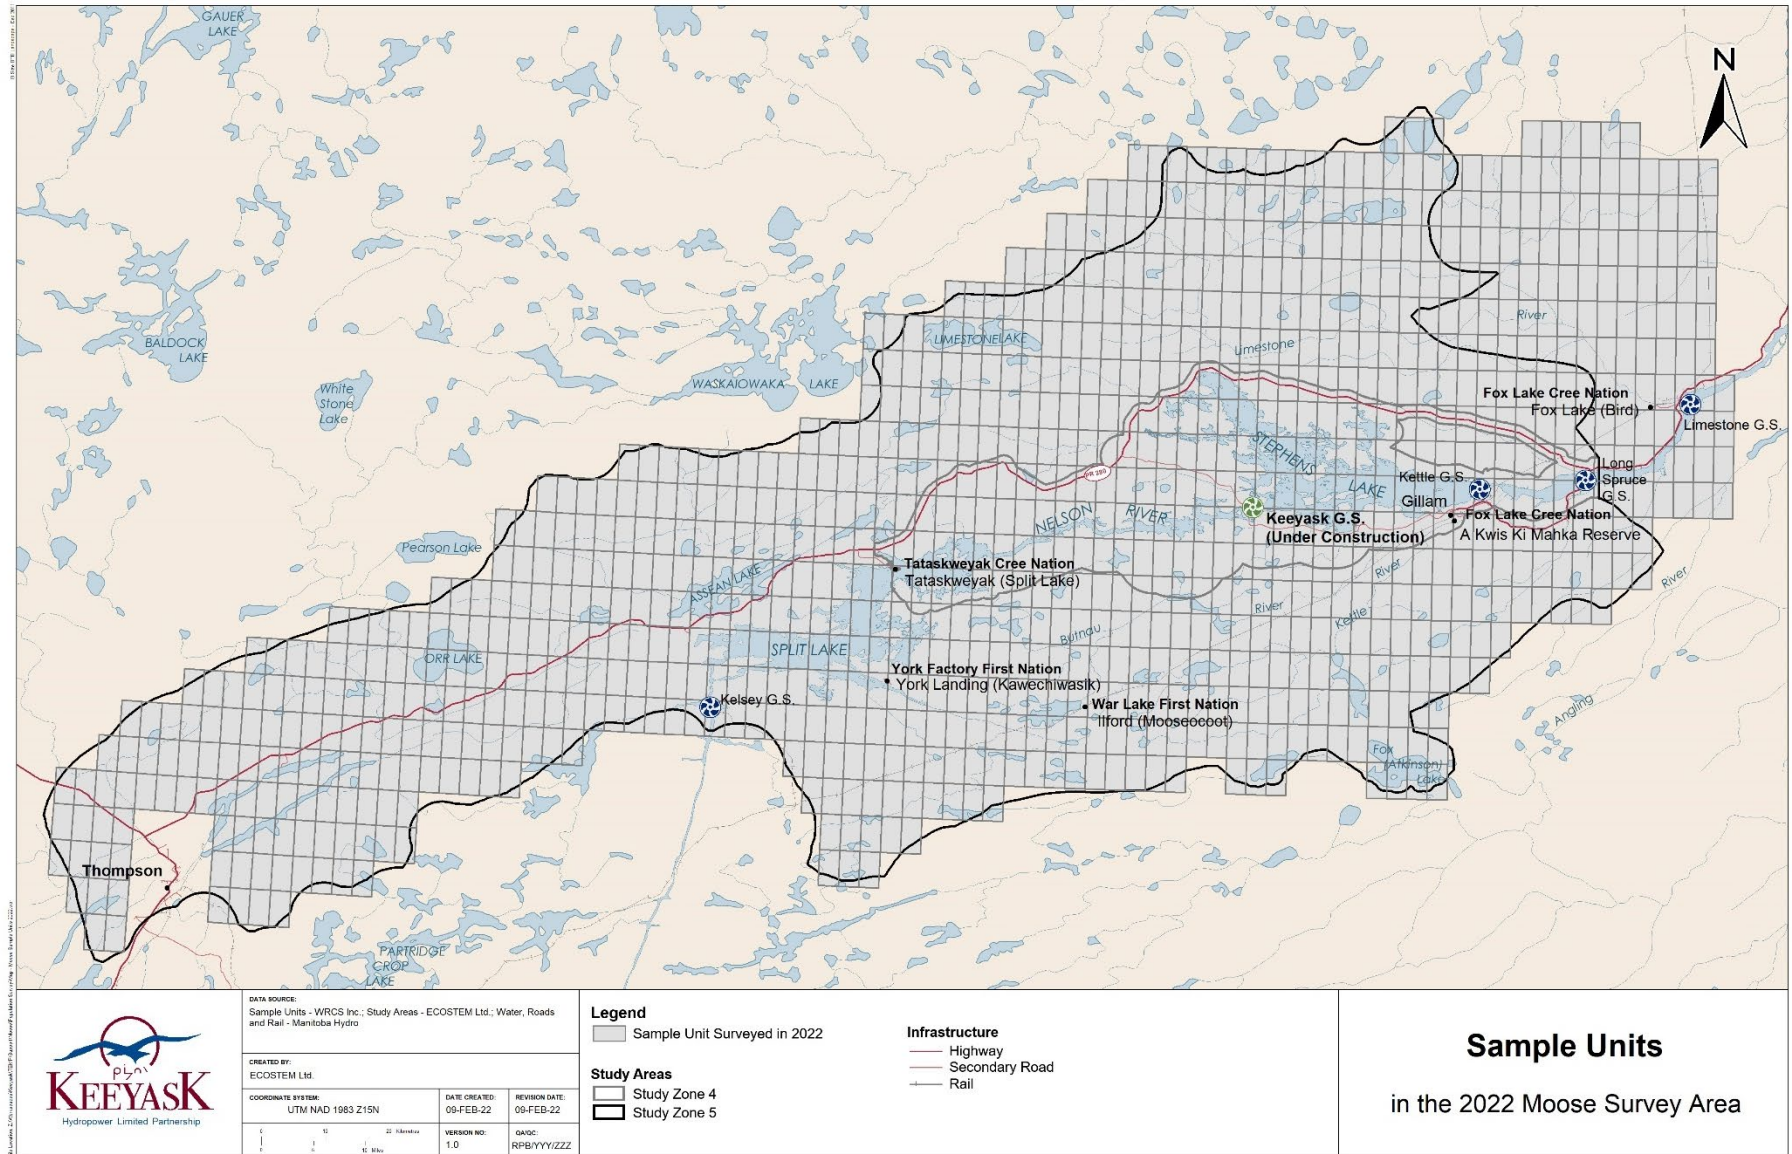 GAUER
LAKE
N
BALDOCK
LAKE
White
Stone
Lake
WASKAIOWAKA LAKE
LIMESTONE LAKE
Limestone
River
Fox Lake Cree Nation
Fox Lake (Bird)
Limestone G.S.
STEPHENS
LAKE
Long
Spruce
G.S.
Kettle G.S.
Gillam
PR 280
Fox Lake Cree Nation
A Kwis Ki Mahka Reserve
Keeyask G.S.
(Under Construction)
NELSON RIVER
Pearson Lake
ASSEAN LAKE
Tataskweyak Cree Nation
Tataskweyak (Split Lake)
River
River
River
Kettle
Butnau
SPLIT LAKE
ORR LAKE
York Factory First Nation
York Landing (Kawechiwasik)
Kelsey G.S.
War Lake First Nation
Ilford (Mooseocoot)
Angling
Fox
(Atkinson)
Lake
Thompson
PARTRIDGE
CROP
LAKE
KEEYASK
Hydropower Limited Partnership
DATA SOURCE:
Sample Units - WRCS Inc.; Study Areas - ECOSTEM Ltd.; Water, Roads
and Rail - Manitoba Hydro
CREATED BY:
ECOSTEM Ltd.
COORDINATE SYSTEM:
UTM NAD 1983 Z15N
DATE CREATED:
09-FEB-22
REVISION DATE:
09-FEB-22
0 10 20 Kilometres
0 5 10 Miles
VERSION NO:
1.0
QA/QC:
RPB/YYY/ZZZ
Legend
Sample Unit Surveyed in 2022
Study Areas
Study Zone 4
Study Zone 5
Infrastructure
Highway
Secondary Road
Rail
Sample Units
in the 2022 Moose Survey Area